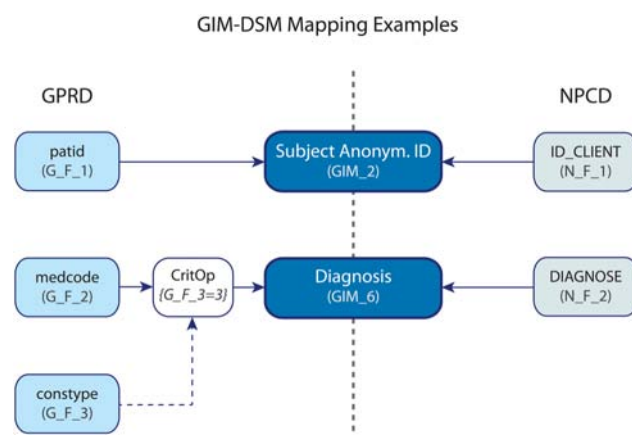 GIM-DSM Mapping Examples
GPRD
NPCD
patid
(G_F_1)
Subject Anonym. ID
(GIM_2)
ID_CLIENT
(N_F_1)
medcode
(G_F_2)
CritOp
{G_F_3=3}
Diagnosis
(GIM_6)
DIAGNOSE
(N_F_2)
constype
(G_F_3)